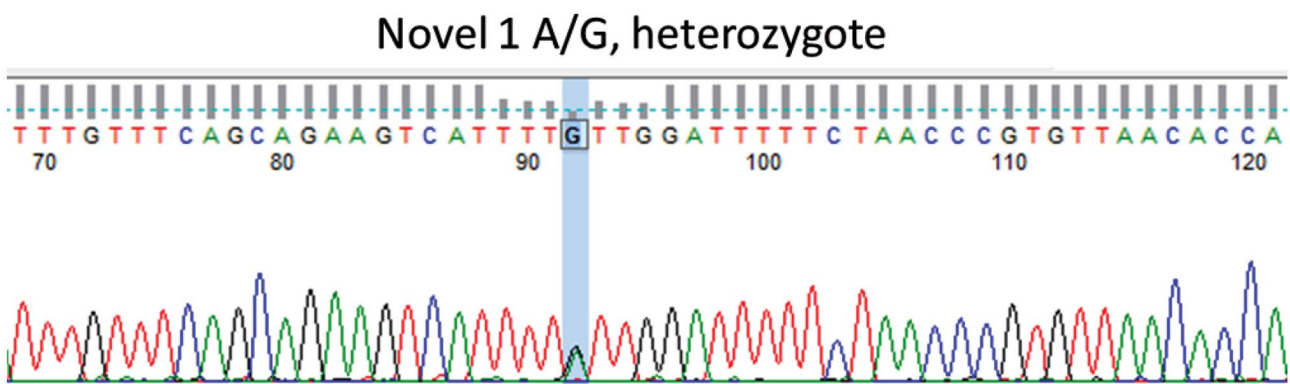 Novel 1 A/G, heterozygote
T T T G T T T C A G C A G A A G T C A T T T T G T T G G A T T T T T C T A A C C C G T G T T A A C A C C A
70 80 90 100 110 120